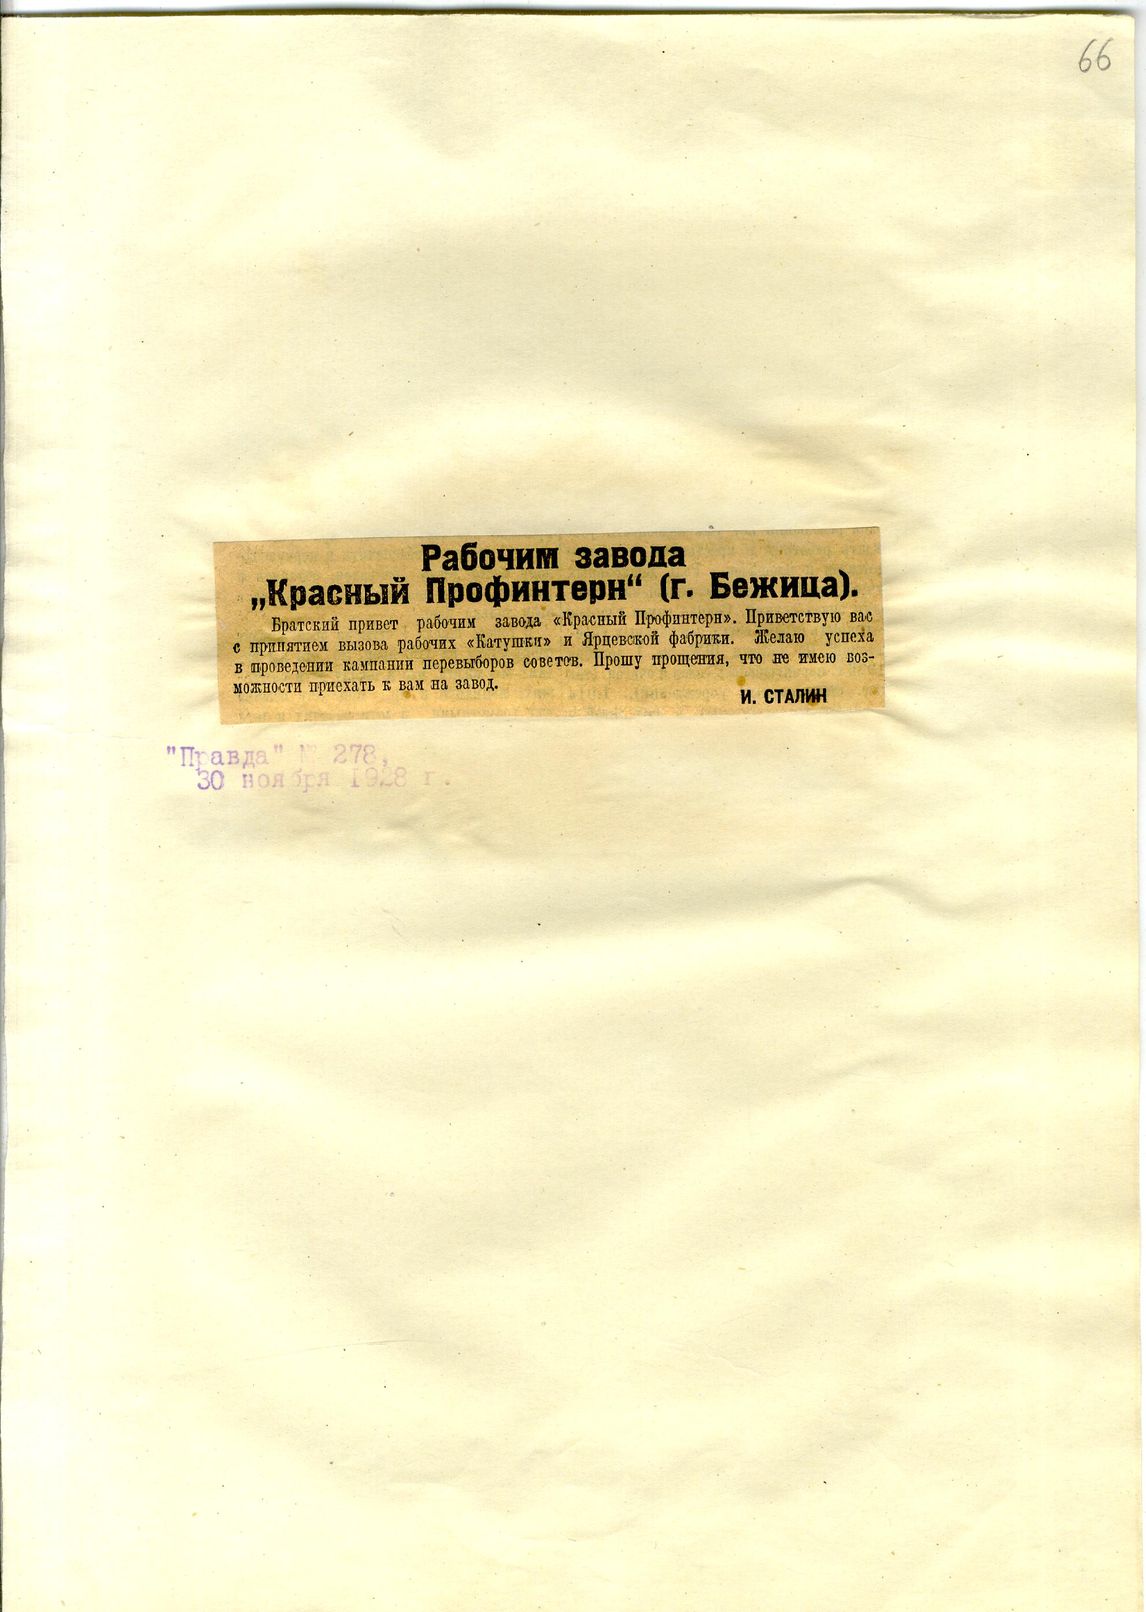 66
Рабочим завода
„Красный Профинтерн“ (г. Бежица).
Братский привет рабочим завода «Красный Профинтерн». Приветствую вас
с принятием вызова рабочих «Катушки» и Ярцевской фабрики. Желаю успеха
в проведении кампании перевыборов советов. Прошу прощения, что не имею воз-
можности приехать к вам на завод.
И. СТАЛИН
"Правда" № 278,
30 ноября 1928 г.